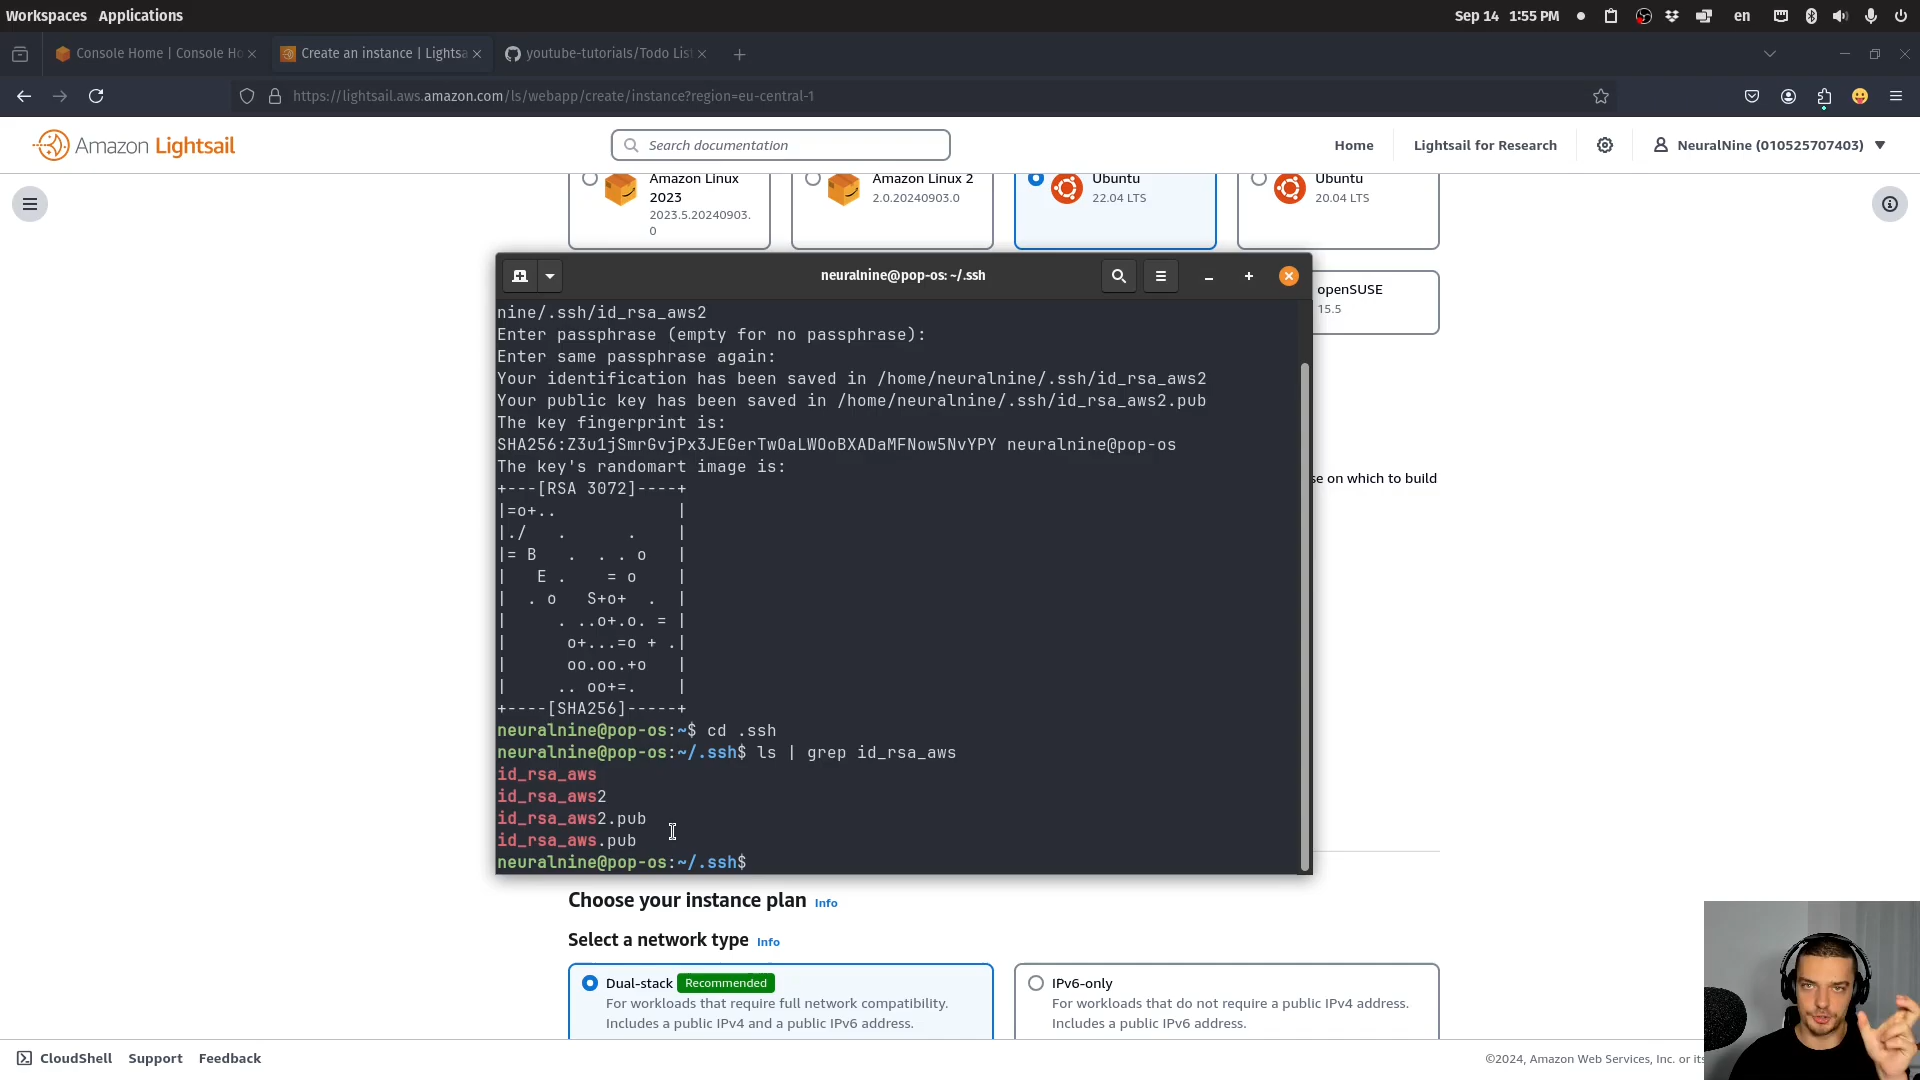 Workspaces Applications
Sep 14 1:55 PM
en
Console Home | Console Ho
Create an instance | Lightsa
youtube-tutorials/Todo Lis
https://lightsail.aws.amazon.com/ls/webapp/create/instance?region=eu-central-1
Amazon Lightsail
Search documentation
Home
Lightsail for Research
NeuralNine (010525707403)
Amazon Linux
2023
2023.5.20240903.
0
Amazon Linux 2
2.0.20240903.0
Ubuntu
22.04 LTS
Ubuntu
20.04 LTS
openSUSE
15.5
se on which to build
neuralnine@pop-os: ~/.ssh
nine/.ssh/id_rsa_aws2
Enter passphrase (empty for no passphrase):
Enter same passphrase again:
Your identification has been saved in /home/neuralnine/.ssh/id_rsa_aws2
Your public key has been saved in /home/neuralnine/.ssh/id_rsa_aws2.pub
The key fingerprint is:
SHA256:Z3u1jSmrGvjPx3JEGerTwOaLWOoBXADaMFNow5NvYPY neuralnine@pop-os
The key's randomart image is:
+---[RSA 3072]----+
|=o+..            |
|./   .      .    |
|= B   .  . . o   |
|   E .    = o    |
|  . o   S+o+  .  |
|     . ..o+.o. = |
|      o+...=o + .|
|      oo.oo.+o   |
|     .. oo+=.    |
+----[SHA256]-----+
neuralnine@pop-os:~$ cd .ssh
neuralnine@pop-os:~/.ssh$ ls | grep id_rsa_aws
id_rsa_aws
id_rsa_aws2
id_rsa_aws2.pub
id_rsa_aws.pub
neuralnine@pop-os:~/.ssh$
Choose your instance plan Info
Select a network type Info
Dual-stack Recommended
For workloads that require full network compatibility.
Includes a public IPv4 and a public IPv6 address.
IPv6-only
For workloads that do not require a public IPv4 address.
Includes a public IPv6 address.
CloudShell Support Feedback
©2024, Amazon Web Services, Inc. or its